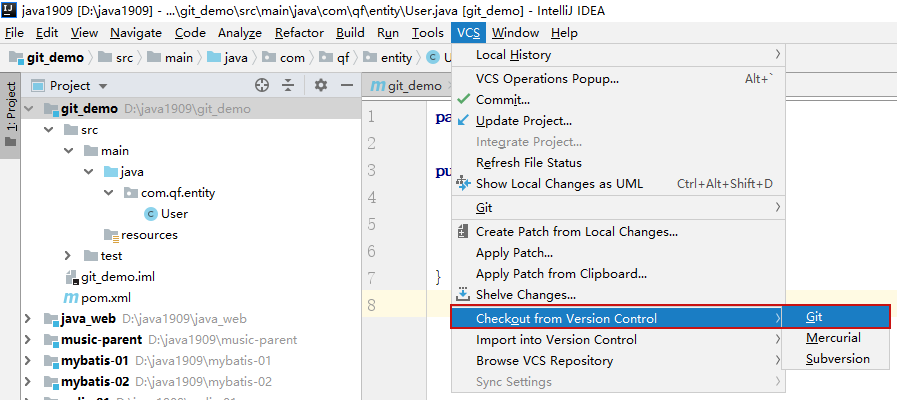 java1909 [D:\java1909] - ...\git_demo\src\main\java\com\qf\entity\User.java [git_demo] - IntelliJ IDEA
File Edit View Navigate Code Analyze Refactor Build Run Tools VCS Window Help
git_demo src main java com qf entity
Project
git_demo
1: Project
git_demo D:\java1909\git_demo
src
main
java
com.qf.entity
User
resources
test
git_demo.iml
pom.xml
java_web D:\java1909\java_web
music-parent D:\java1909\music-parent
mybatis-01 D:\java1909\mybatis-01
mybatis-02 D:\java1909\mybatis-02
1
2
3
4
5
6
7 }
8
Local History
VCS Operations Popup... Alt+`
Commit...
Update Project...
Integrate Project...
Refresh File Status
Show Local Changes as UML Ctrl+Alt+Shift+D
Git
Create Patch from Local Changes...
Apply Patch...
Apply Patch from Clipboard...
Shelve Changes...
Checkout from Version Control
Import into Version Control
Browse VCS Repository
Sync Settings
Git
Mercurial
Subversion